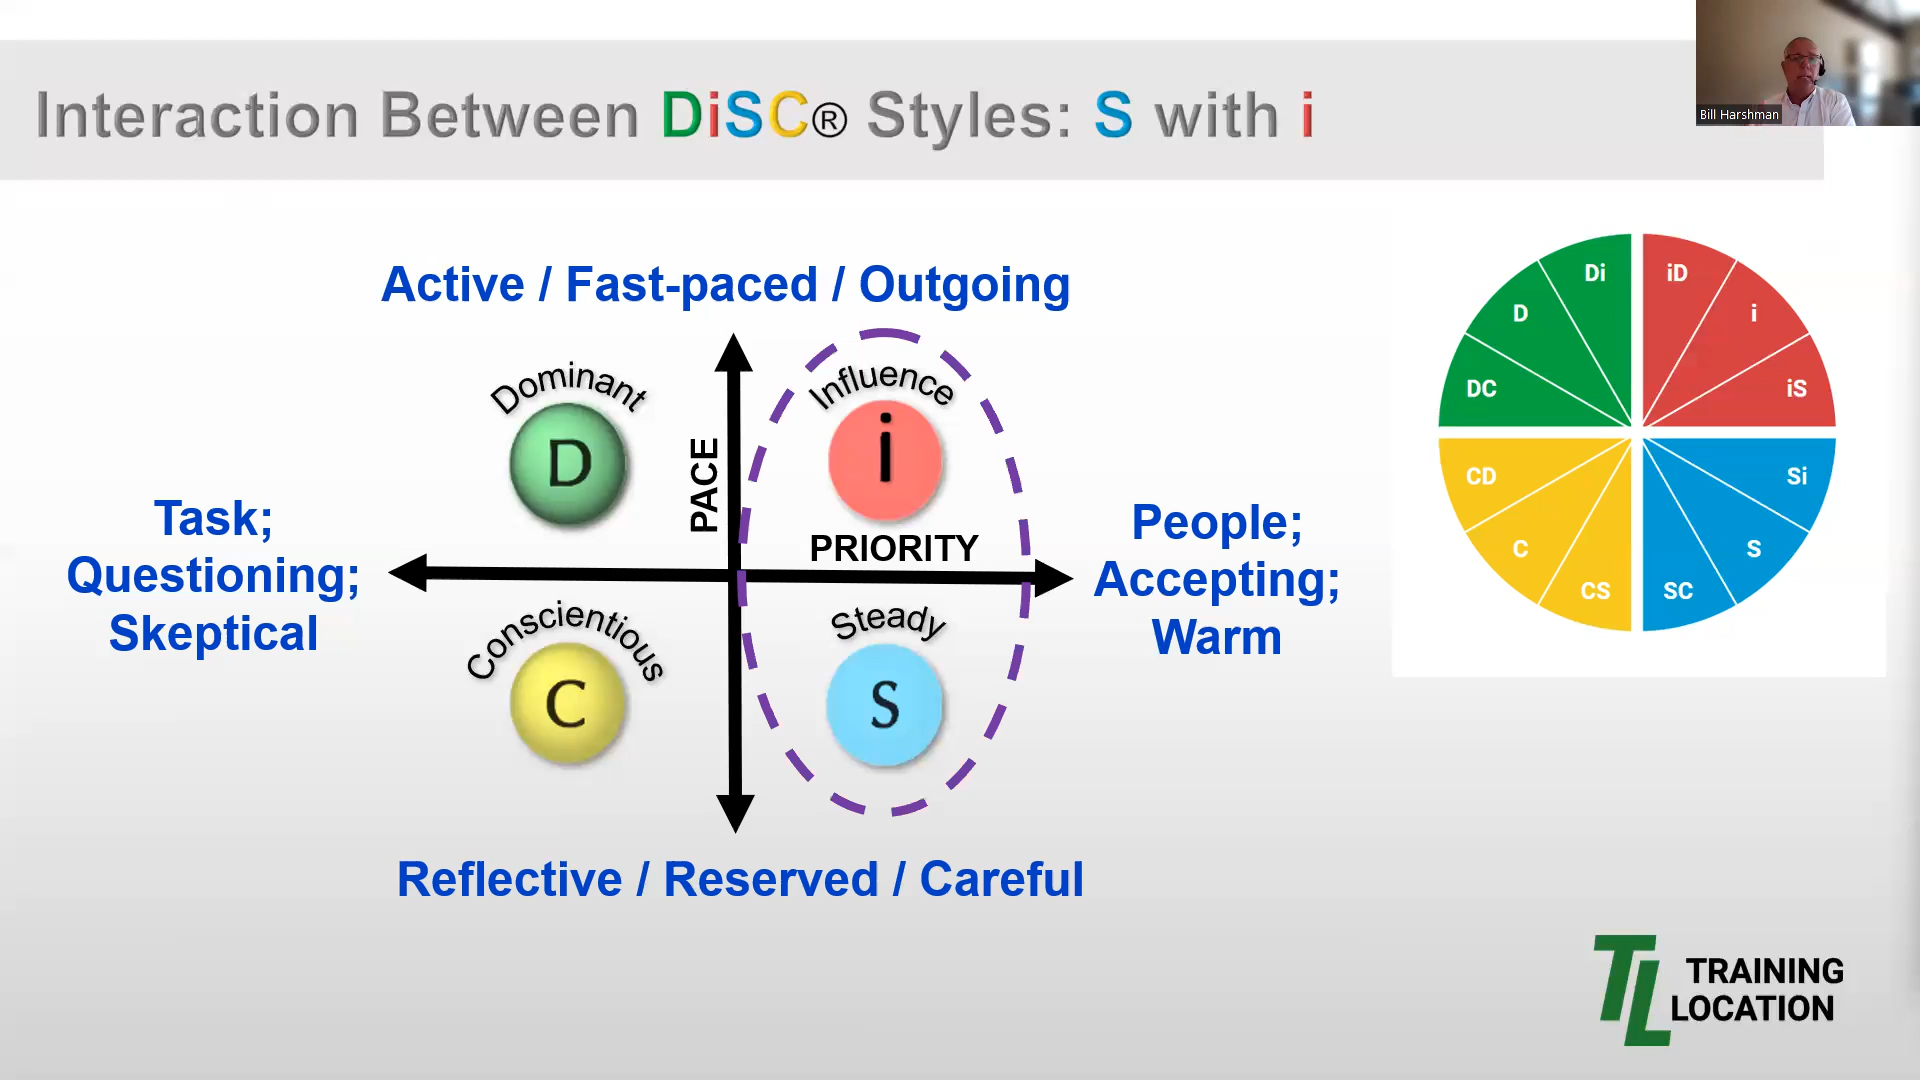 Interaction Between DiSC® Styles: S with i
Bill Harshman
Active / Fast-paced / Outgoing
Dominant
D
Influence
i
PACE
PRIORITY
Task;
Questioning;
Skeptical
People;
Accepting;
Warm
Conscientious
C
Steady
S
Reflective / Reserved / Careful
Di
iD
D
i
DC
iS
CD
Si
C
S
CS
SC
TL
TRAINING
LOCATION